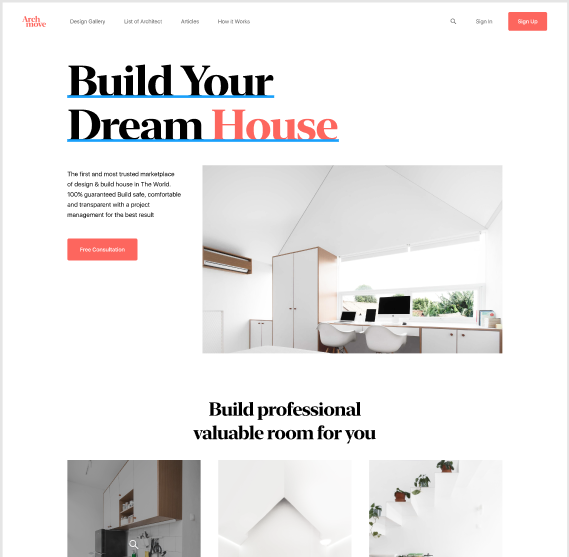 Arch
move
Design Gallery
List of Architect
Articles
How it Works
Sign in
Sign Up
Build Your
Dream House
The first and most trusted marketplace
of design & build house in The World.
100% guaranteed Build safe, comfortable
and transparent with a project
management for the best result
Free Consultation
Build professional
valuable room for you